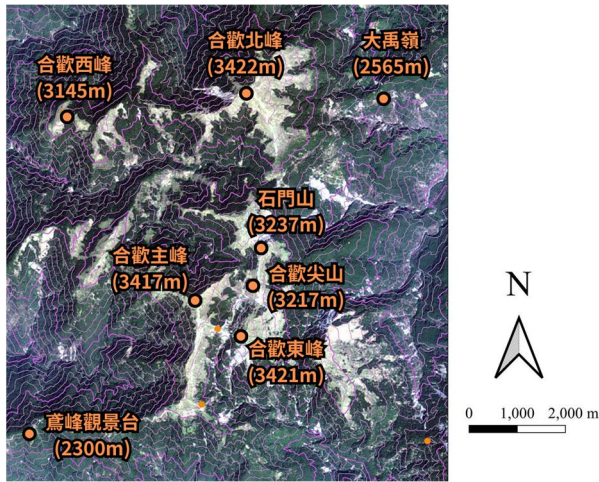 合歡北峰
(3422m)
大禹嶺
(2565m)
合歡西峰
(3145m)
石門山
(3237m)
合歡主峰
(3417m)
合歡尖山
(3217m)
合歡東峰
(3421m)
鳶峰觀景台
(2300m)
N
0 1,000 2,000 m